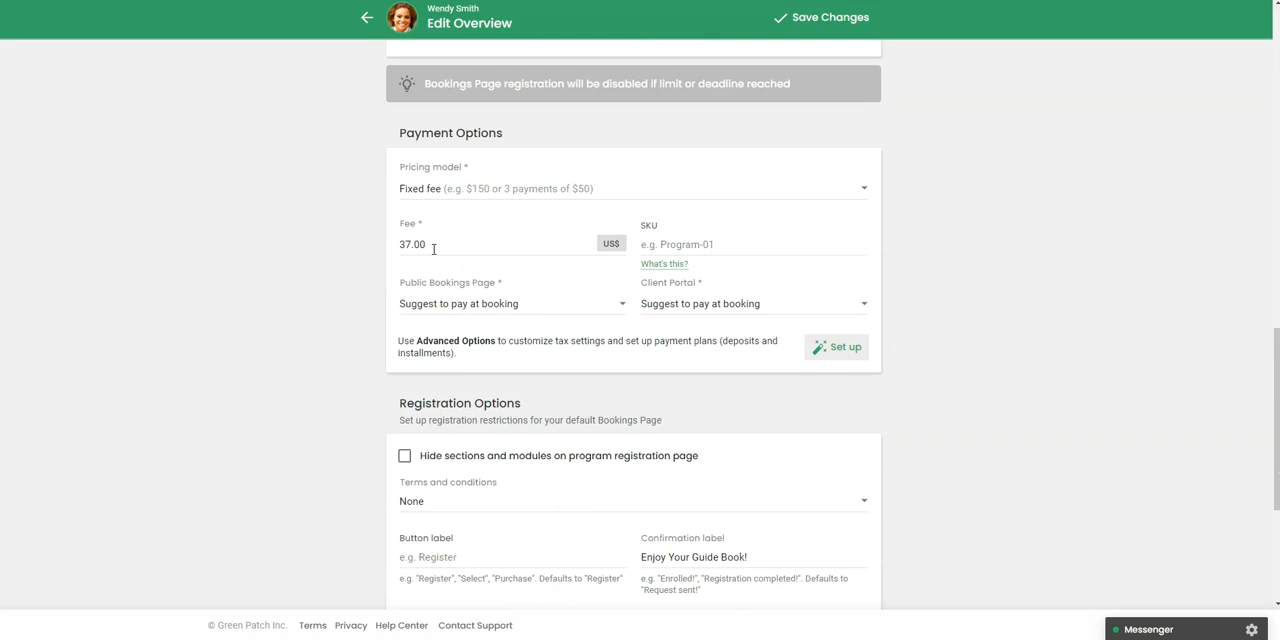 Wendy Smith
Edit Overview
Save Changes
Bookings Page registration will be disabled if limit or deadline reached
Payment Options
Pricing model *
Fixed fee (e.g. $150 or 3 payments of $50)
Fee *
SKU
37.00
US$
e.g. Program-01
What's this?
Public Bookings Page *
Client Portal *
Suggest to pay at booking
Suggest to pay at booking
Use Advanced Options to customize tax settings and set up payment plans (deposits and
installments).
Set up
Registration Options
Set up registration restrictions for your default Bookings Page
Hide sections and modules on program registration page
Terms and conditions
None
Button label
Confirmation label
e.g. Register
Enjoy Your Guide Book!
e.g. "Register", "Select", "Purchase". Defaults to "Register"
e.g. "Enrolled!", "Registration completed!". Defaults to
"Request sent!"
© Green Patch Inc.
Terms
Privacy
Help Center
Contact Support
Messenger